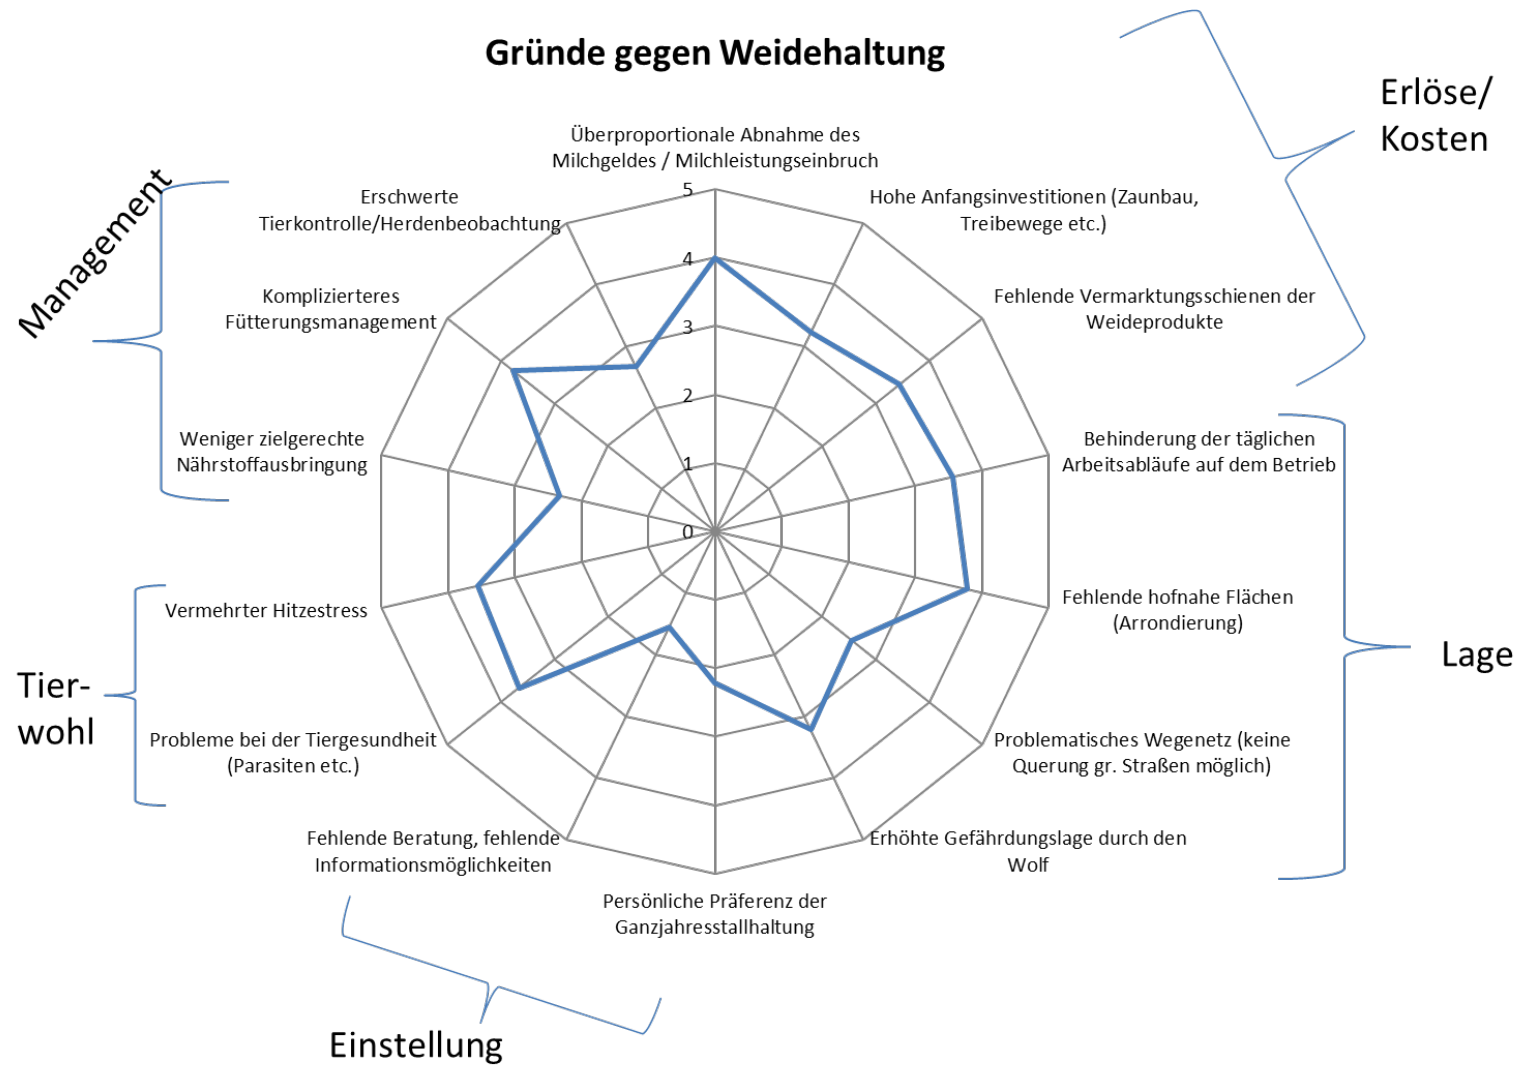 Gründe gegen Weidehaltung
Erlöse/
Kosten
Überproportionale Abnahme des
Milchgeldes / Milchleistungseinbruch
Hohe Anfangsinvestitionen (Zaunbau,
Treibewege etc.)
Fehlende Vermarktungsschienen der
Weideprodukte
Behinderung der täglichen
Arbeitsabläufe auf dem Betrieb
Fehlende hofnahe Flächen
(Arrondierung)
Lage
Problematisches Wegenetz (keine
Querung gr. Straßen möglich)
Erhöhte Gefährdungslage durch den
Wolf
Persönliche Präferenz der
Ganzjahresstallhaltung
Fehlende Beratung, fehlende
Informationsmöglichkeiten
Einstellung
Probleme bei der Tiergesundheit
(Parasiten etc.)
Tier-
wohl
Vermehrter Hitzestress
Weniger zielgerechte
Nährstoffausbringung
Komplizierteres
Fütterungsmanagement
Erschwerte
Tierkontrolle/Herdenbeobachtung
Management
5
4
3
2
1
0